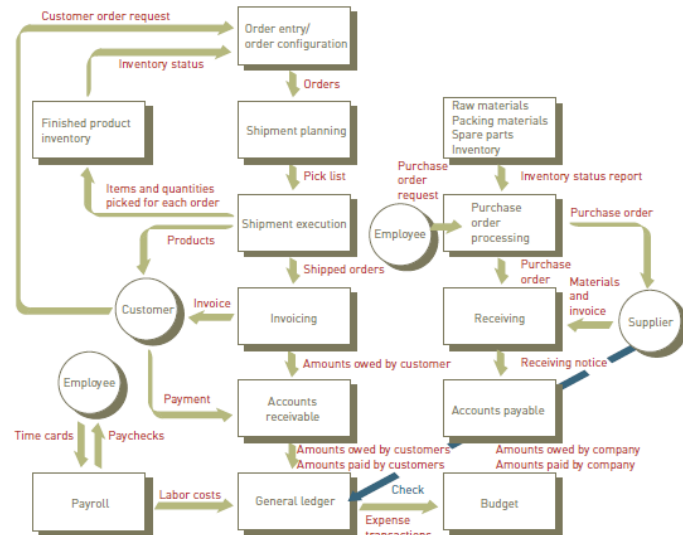 Customer order request
Order entry/
order configuration
Inventory status
Orders
Finished product
inventory
Shipment planning
Raw materials
Packing materials
Spare parts
Inventory
Pick list
Purchase
order
request
Inventory status report
Items and quantities
picked for each order
Shipment execution
Employee
Purchase
order
processing
Purchase order
Products
Shipped orders
Purchase
order
Materials
and
invoice
Customer
Invoice
Invoicing
Receiving
Supplier
Employee
Amounts owed by customer
Receiving notice
Payment
Accounts
receivable
Accounts payable
Time cards
Paychecks
Amounts owed by customers
Amounts paid by customers
Amounts owed by company
Amounts paid by company
Payroll
Labor costs
General ledger
Check
Budget
Expense
transactions